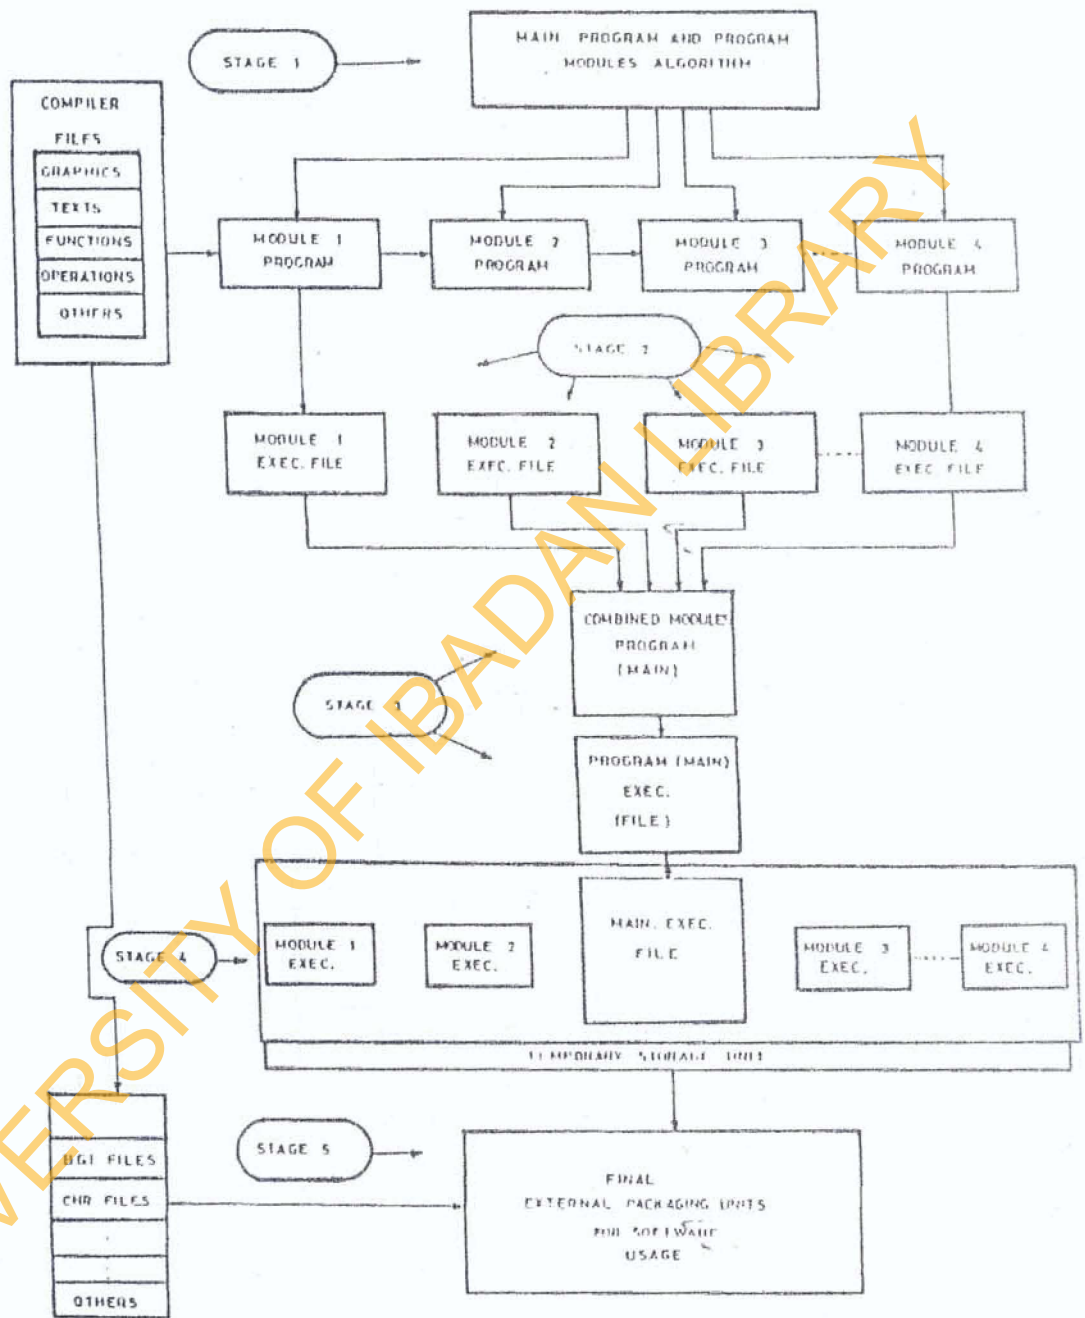 STAGE 1
MAIN PROGRAM AND PROGRAM
MODULES ALGORITHM
COMPILER
FILES
GRAPHICS
TEXTS
FUNCTIONS
OPERATIONS
OTHERS
MODULE 1
PROGRAM
MODULE 2
PROGRAM
MODULE 3
PROGRAM
MODULE 4
PROGRAM
STAGE 2
MODULE 1
EXEC. FILE
MODULE 2
EXEC. FILE
MODULE 3
EXEC. FILE
MODULE 4
EXEC FILE
COMBINED MODULES
PROGRAM
(MAIN)
STAGE 3
PROGRAM (MAIN)
EXEC.
(FILE)
STAGE 4
MODULE 1
EXEC.
MODULE 2
EXEC.
MAIN. EXEC.
FILE
MODULE 3
EXEC.
MODULE 4
EXEC.
TEMPORARY STORAGE UNIT
BGI FILES
CHR FILES
OTHERS
STAGE 5
FINAL
EXTERNAL PACKAGING UNITS
FOR SOFTWARE
USAGE
UNIVERSITY OF IBADAN LIBRARY